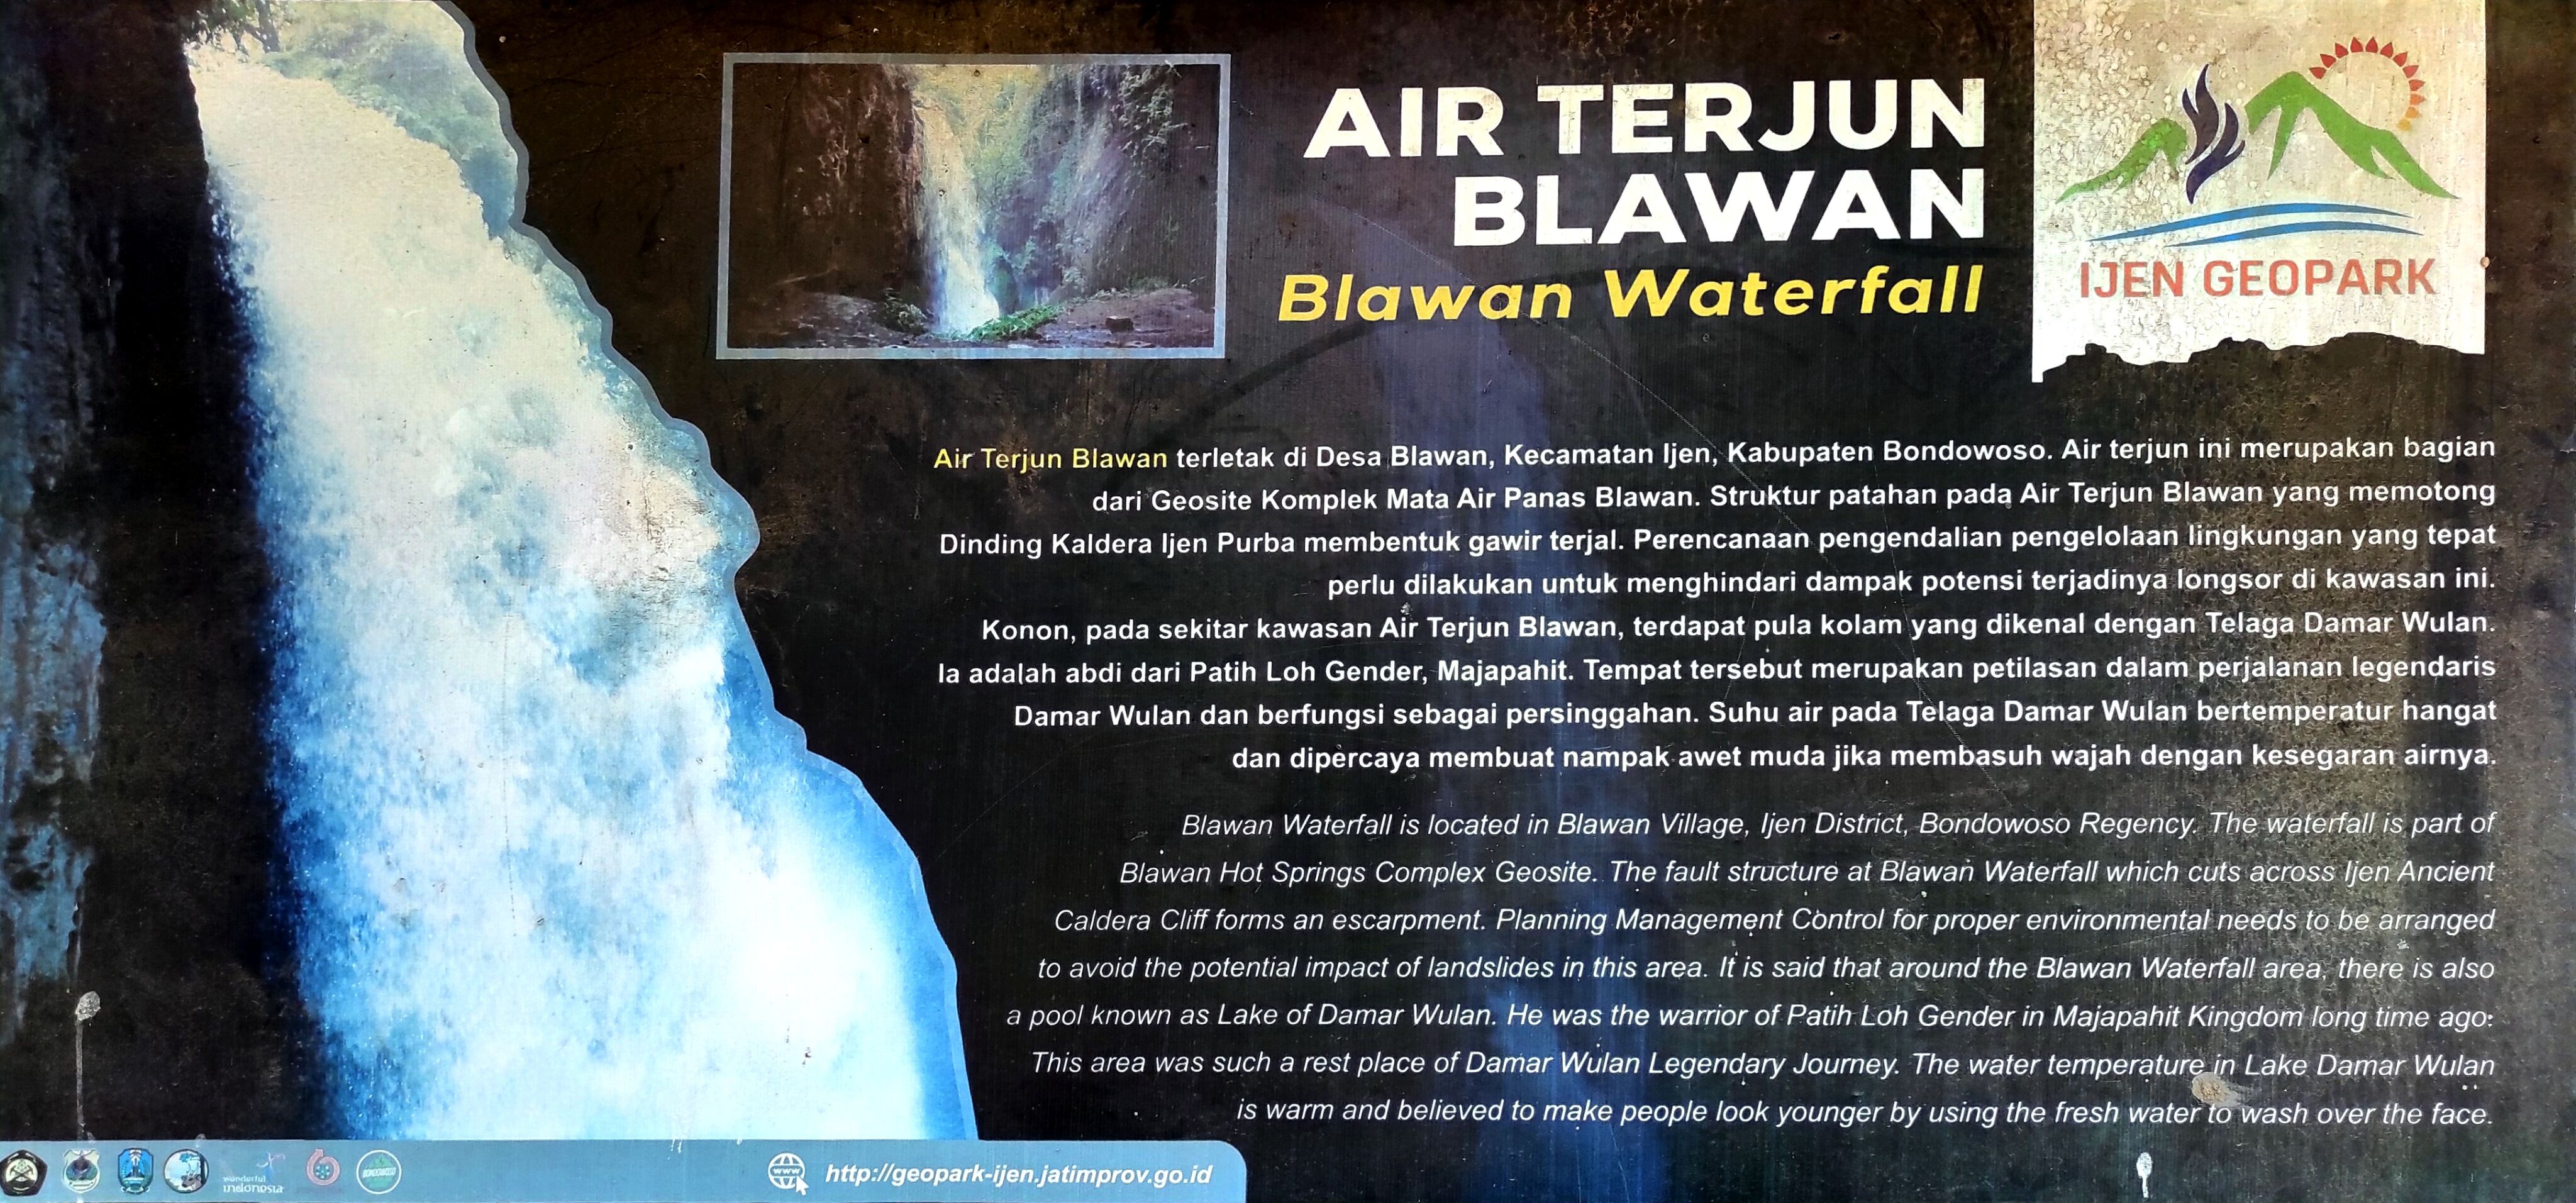 AIR TERJUN
BLAWAN
Blawan Waterfall
IJEN GEOPARK
Air Terjun Blawan terletak di Desa Blawan, Kecamatan Ijen, Kabupaten Bondowoso. Air terjun ini merupakan bagian
dari Geosite Komplek Mata Air Panas Blawan. Struktur patahan pada Air Terjun Blawan yang memotong
Dinding Kaldera Ijen Purba membentuk gawir terjal. Perencanaan pengendalian pengelolaan lingkungan yang tepat
perlu dilakukan untuk menghindari dampak potensi terjadinya longsor di kawasan ini.
Konon, pada sekitar kawasan Air Terjun Blawan, terdapat pula kolam yang dikenal dengan Telaga Damar Wulan.
Ia adalah abdi dari Patih Loh Gender, Majapahit. Tempat tersebut merupakan petilasan dalam perjalanan legendaris
Damar Wulan dan berfungsi sebagai persinggahan. Suhu air pada Telaga Damar Wulan bertemperatur hangat
dan dipercaya membuat nampak awet muda jika membasuh wajah dengan kesegaran airnya.
Blawan Waterfall is located in Blawan Village, Ijen District, Bondowoso Regency. The waterfall is part of
Blawan Hot Springs Complex Geosite. The fault structure at Blawan Waterfall which cuts across Ijen Ancient
Caldera Cliff forms an escarpment. Planning Management Control for proper environmental needs to be arranged
to avoid the potential impact of landslides in this area. It is said that around the Blawan Waterfall area, there is also
a pool known as Lake of Damar Wulan. He was the warrior of Patih Loh Gender in Majapahit Kingdom long time ago.
This area was such a rest place of Damar Wulan Legendary Journey. The water temperature in Lake Damar Wulan
is warm and believed to make people look younger by using the fresh water to wash over the face.
wonderful
indonesia
BONDOWOSO
www
http://geopark-ijen.jatimprov.go.id